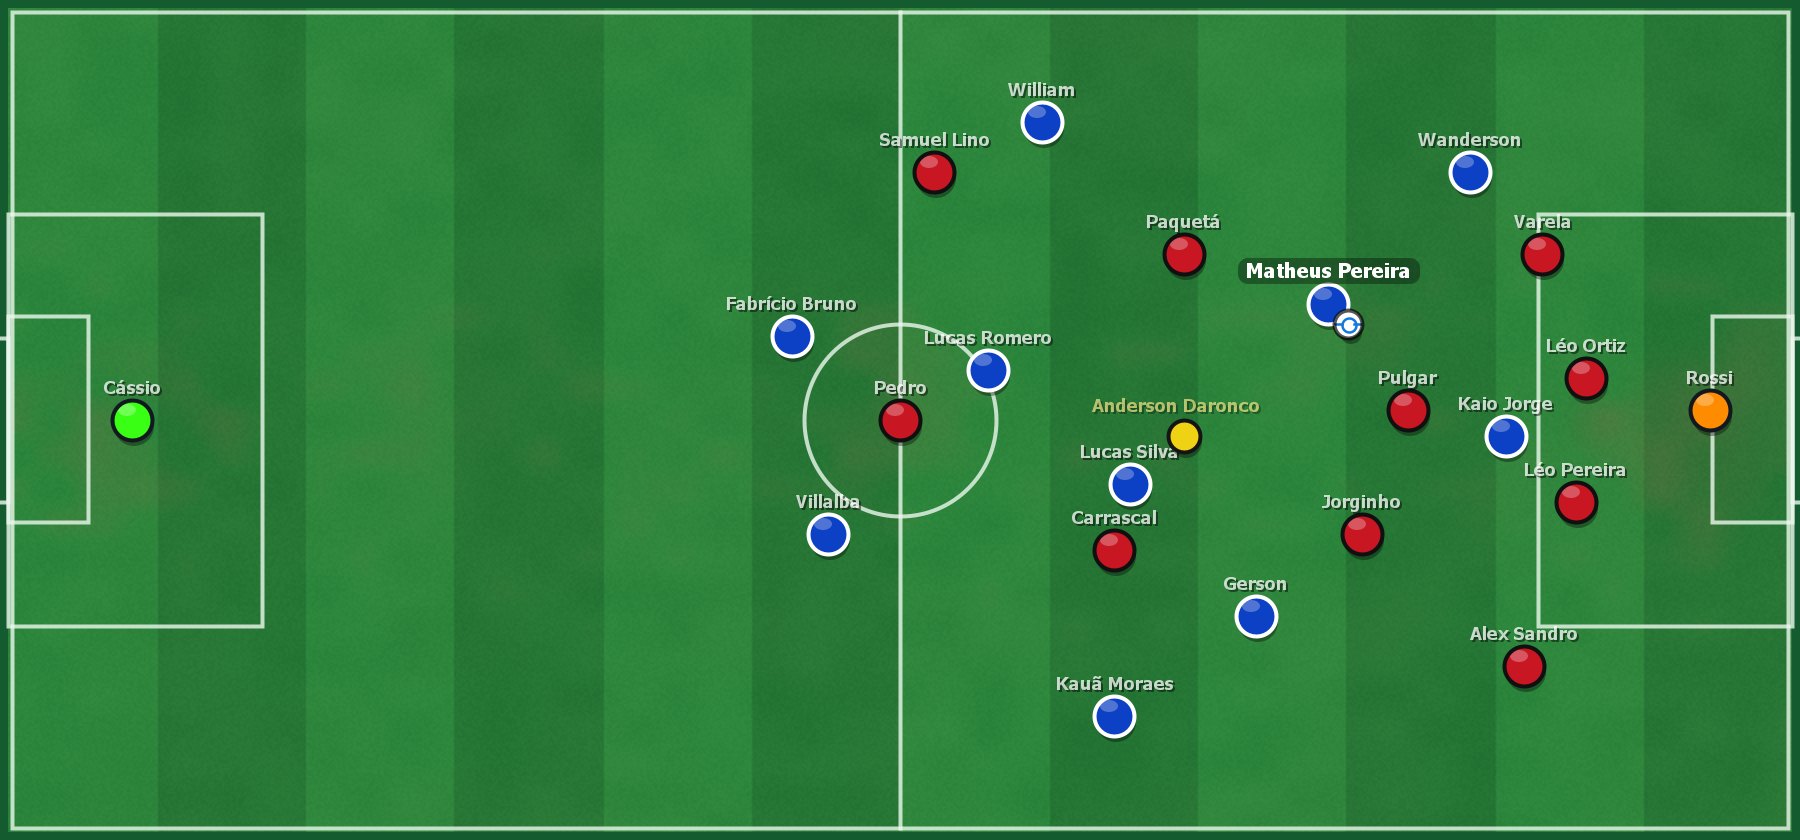 William
Samuel Lino
Wanderson
Paquetá
Varela
Matheus Pereira
Fabrício Bruno
Lucas Romero
Léo Ortiz
Cássio
Pedro
Pulgar
Rossi
Anderson Daronco
Kaio Jorge
Lucas Silva
Léo Pereira
Villalba
Jorginho
Carrascal
Gerson
Alex Sandro
Kauã Moraes